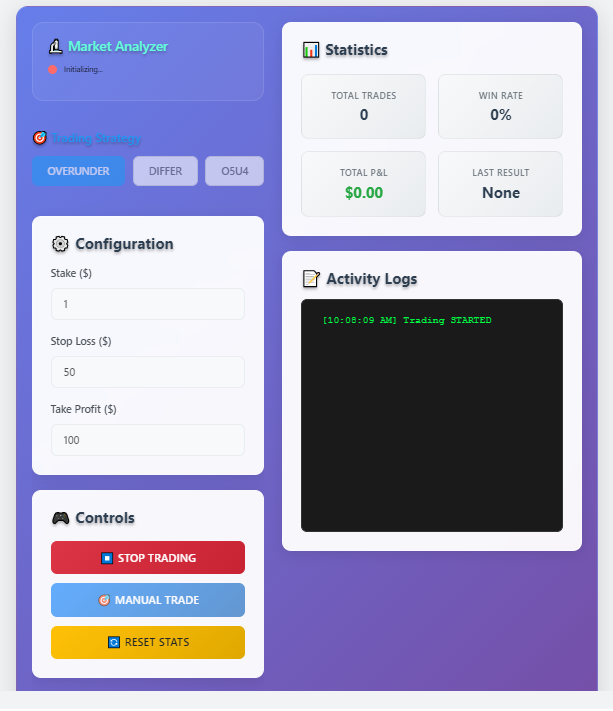 Market Analyzer
Initializing...
Trading Strategy
OVERUNDER
DIFFER
O5U4
Configuration
Stake ($)
1
Stop Loss ($)
50
Take Profit ($)
100
Controls
STOP TRADING
MANUAL TRADE
RESET STATS
Statistics
TOTAL TRADES
0
WIN RATE
0%
TOTAL P&L
$0.00
LAST RESULT
None
Activity Logs
[10:08:09 AM] Trading STARTED